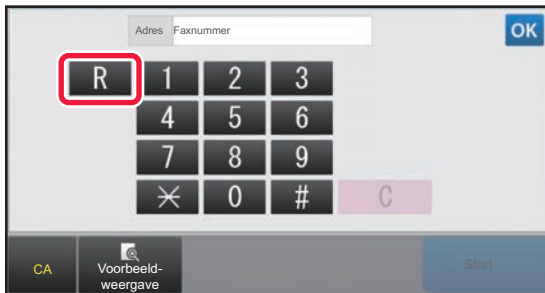 Adres Faxnummer OK
R 1 2 3
4 5 6
7 8 9
* 0 # C
CA Voorbeeld-
weergave Start